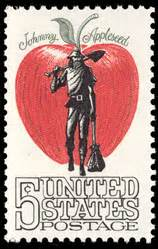 Johnny Appleseed
5 UNITED
STATES
POSTAGE